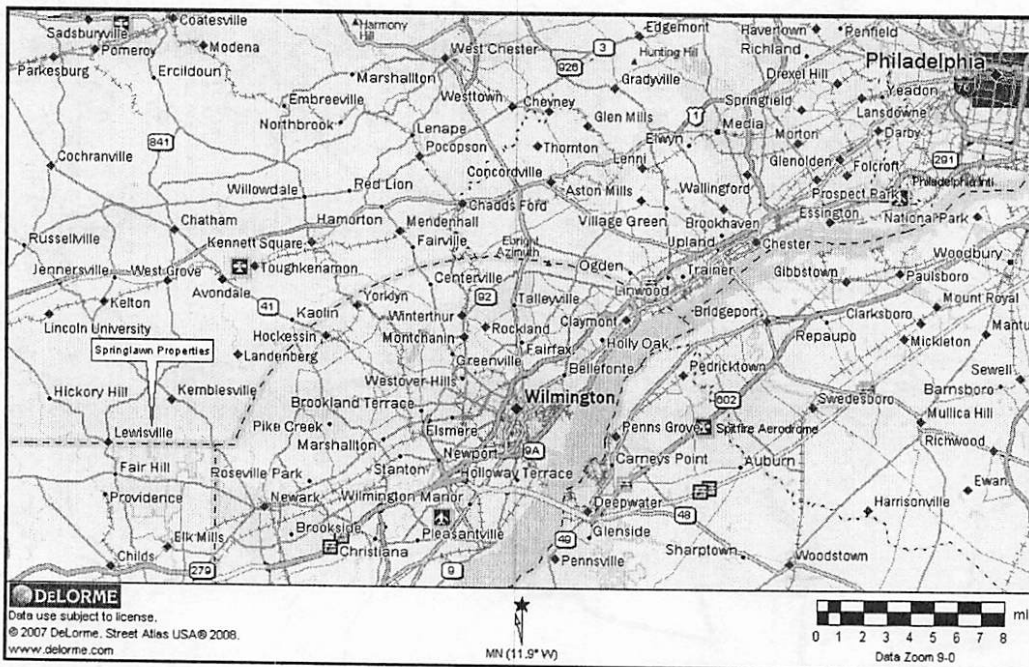 Sadsburyville
Coatesville
Pomeroy
Modena
Parkesburg
Ercildoun
Harmony
Hill
West Chester
926
3
Edgemont
Hunting Hill
Gradyville
Havertown
Penfield
Richland
Drexel Hill
Philadelphia
76
Yeadon
Marshallton
Embreeville
Northbrook
Westtown
Cheyney
Glen Mills
1
Springfield
Lansdowne
Media
Morton
Darby
841
Lenape
Pocopson
Thornton
Elwyn
Lenni
Glenolden
Folcroft
291
Cochranville
Concordville
Aston Mills
Wallingford
Prospect Park
Philadelphia Intl
Willowdale
Red Lion
Chadds Ford
Village Green
Brookhaven
Essington
National Park
Chatham
Hamorton
Mendenhall
Upland
Chester
Russellville
Kennett Square
Fairville
Ebright
Azimuth
Ogden
Trainer
Gibbstown
Woodbury
Jennersville
West Grove
Toughkenamon
Centerville
Paulsboro
Avondale
41
Yorklyn
92
Talleyville
Linwood
Mount Royal
Kelton
Kaolin
Winterthur
Rockland
Claymont
Bridgeport
Clarksboro
Lincoln University
Hockessin
Montchanin
Fairfax
Holly Oak
Repaupo
Mantu
Springlawn Properties
Landenberg
Greenville
Mickleton
Westover Hills
Bellefonte
Pedricktown
Sewell
Hickory Hill
Kemblesville
Wilmington
602
Barnsboro
Brookland Terrace
Swedesboro
Mullica Hill
Lewisville
Pike Creek
Elsmere
Penns Grove
Spitfire Aerodrome
Richwood
Marshallton
Newport
9A
Fair Hill
Roseville Park
Stanton
Carneys Point
Auburn
Providence
Newark
Wilmington Manor
Holloway Terrace
Ewan
Deepwater
Harrisonville
Brookside
48
Elk Mills
Christiana
Pleasantville
Glenside
Childs
279
9
49
Pennsville
Sharptown
Woodstown
DELORME
Data use subject to license.
© 2007 DeLorme. Street Atlas USA® 2008.
www.delorme.com
MN (11.9° W)
mi
0 1 2 3 4 5 6 7 8
Data Zoom 9-0